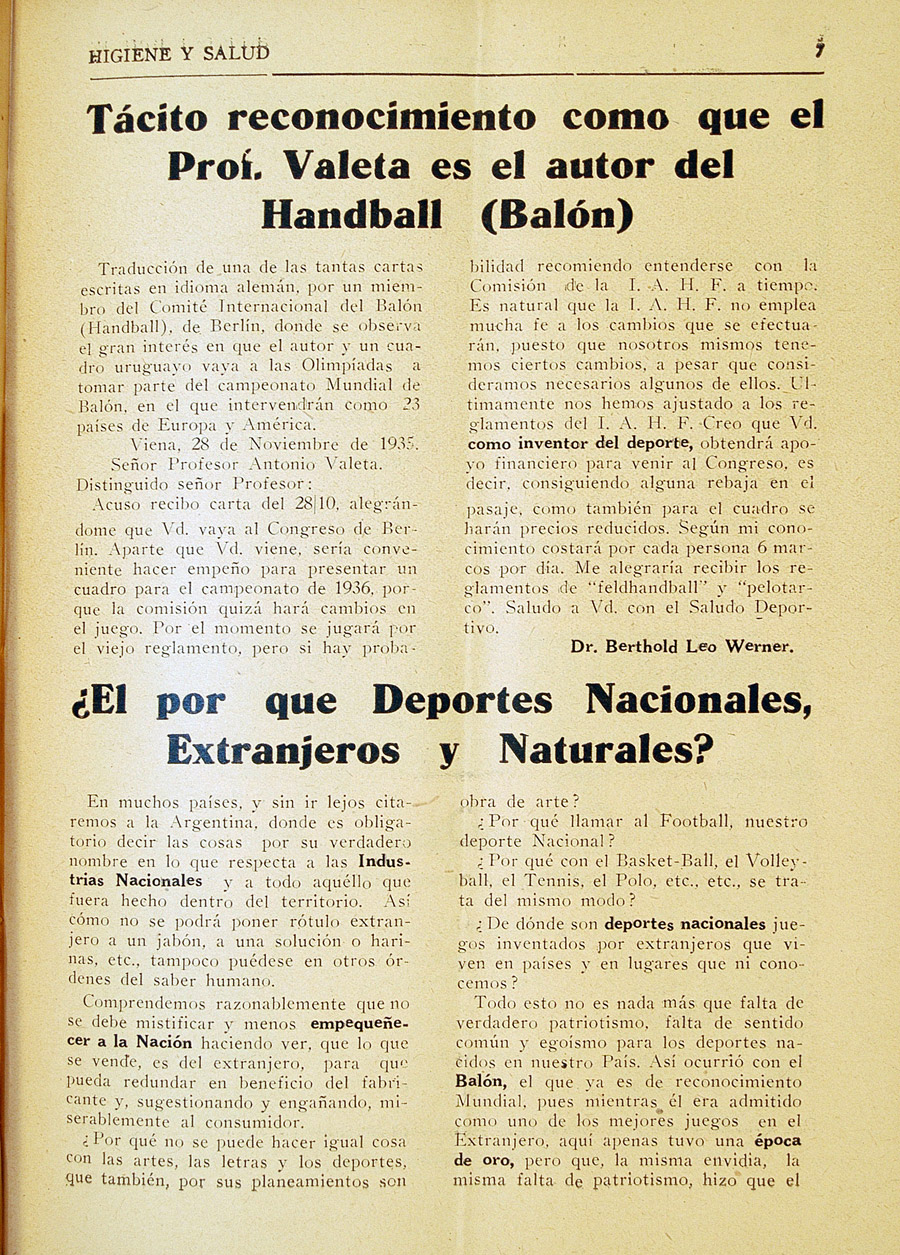 HIGIENE Y SALUD
7
Tácito reconocimiento como que el
Prof. Valeta es el autor del
Handball (Balón)
Traducción de una de las tantas cartas
escritas en idioma alemán, por un miem-
bro del Comité Internacional del Balón
(Handball), de Berlín, donde se observa
el gran interés en que el autor y un cua-
dro uruguayo vaya a las Olimpíadas a
tomar parte del campeonato Mundial de
Balón, en el que intervendrán como 23
países de Europa y América.
Viena, 28 de Noviembre de 1935.
Señor Profesor Antonio Valeta.
Distinguido señor Profesor:
Acuso recibo carta del 28|10, alegrán-
dome que Vd. vaya al Congreso de Ber-
lín. Aparte que Vd. viene, sería conve-
niente hacer empeño para presentar un
cuadro para el campeonato de 1936, por-
que la comisión quizá hará cambios en
el juego. Por el momento se jugará por
el viejo reglamento, pero si hay proba-
bilidad recomiendo entenderse con la
Comisión de la I. A. H. F. a tiempo.
Es natural que la I. A. H. F. no emplea
mucha fe a los cambios que se efectua-
rán, puesto que nosotros mismos tene-
mos ciertos cambios, a pesar que consi-
deramos necesarios algunos de ellos. Ul-
timamente nos hemos ajustado a los re-
glamentos del I. A. H. F. Creo que Vd.
como inventor del deporte, obtendrá apo-
yo financiero para venir al Congreso, es
decir, consiguiendo alguna rebaja en el
pasaje, como también para el cuadro se
harán precios reducidos. Según mi cono-
cimiento costará por cada persona 6 mar-
cos por día. Me alegraría recibir los re-
glamentos de "feldhandball" y "pelotar-
co". Saludo a Vd. con el Saludo Depor-
tivo.
Dr. Berthold Leo Werner.
¿El por que Deportes Nacionales,
Extranjeros y Naturales?
En muchos países, y sin ir lejos cita-
remos a la Argentina, donde es obliga-
torio decir las cosas por su verdadero
nombre en lo que respecta a las Indus-
trias Nacionales y a todo aquéllo que
fuera hecho dentro del territorio. Así
cómo no se podrá poner rótulo extran-
jero a un jabón, a una solución o hari-
nas, etc., tampoco puédese en otros ór-
denes del saber humano.
Comprendemos razonablemente que no
se debe mistificar y menos empequeñe-
cer a la Nación haciendo ver, que lo que
se vende, es del extranjero, para que
pueda redundar en beneficio del fabri-
cante y, sugestionando y engañando, mi-
serablemente al consumidor.
¿Por qué no se puede hacer igual cosa
con las artes, las letras y los deportes,
que también, por sus planeamientos son
obra de arte?
¿Por qué llamar al Football, nuestro
deporte Nacional?
¿Por qué con el Basket-Ball, el Volley-
ball, el Tennis, el Polo, etc., etc., se tra-
ta del mismo modo?
¿De dónde son deportes nacionales jue-
gos inventados por extranjeros que vi-
ven en países y en lugares que ni cono-
cemos?
Todo esto no es nada más que falta de
verdadero patriotismo, falta de sentido
común y egoísmo para los deportes na-
cidos en nuestro País. Así ocurrió con el
Balón, el que ya es de reconocimiento
Mundial, pues mientras él era admitido
como uno de los mejores juegos en el
Extranjero, aquí apenas tuvo una época
de oro, pero que, la misma envidia, la
misma falta de patriotismo, hizo que el